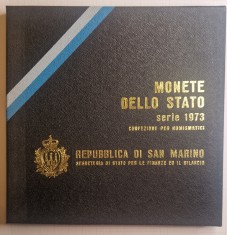 MONETE
DELLO STATO
serie 1973
CONFEZIONE PER NUMISMATICI
REPUBBLICA DI SAN MARINO
SEGRETERIA DI STATO PER LE FINANZE ED IL BILANCIO